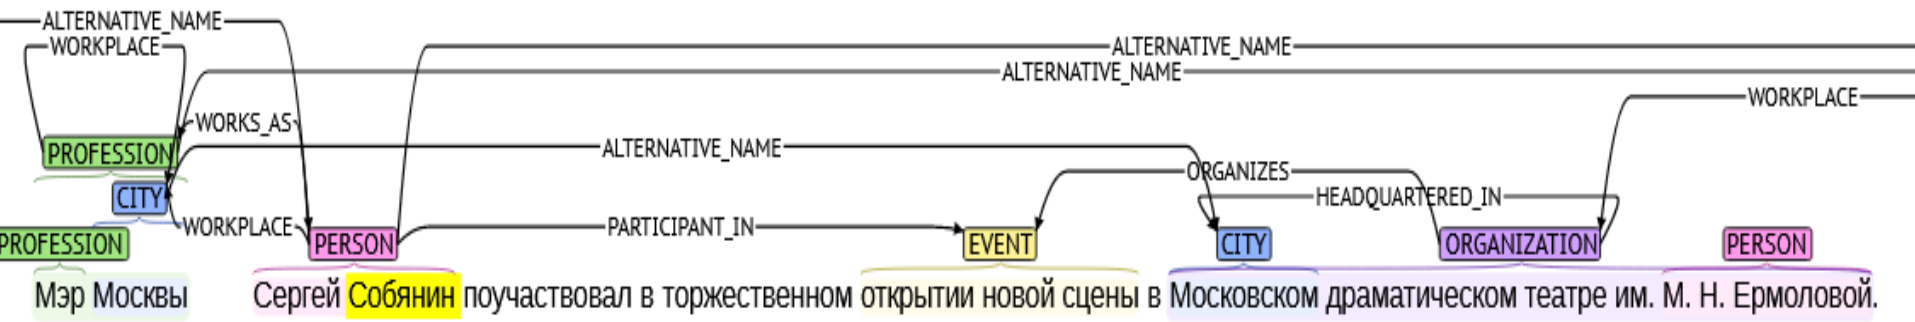 ALTERNATIVE_NAME
WORKPLACE ALTERNATIVE_NAME
ALTERNATIVE_NAME
WORKPLACE
WORKS_AS
PROFESSION ALTERNATIVE_NAME
ORGANIZES
CITY HEADQUARTERED_IN
WORKPLACE PARTICIPANT_IN
PROFESSION PERSON EVENT CITY ORGANIZATION PERSON
Мэр Москвы Сергей Собянин поучаствовал в торжественном открытии новой сцены в Московском драматическом театре им. М. Н. Ермоловой.